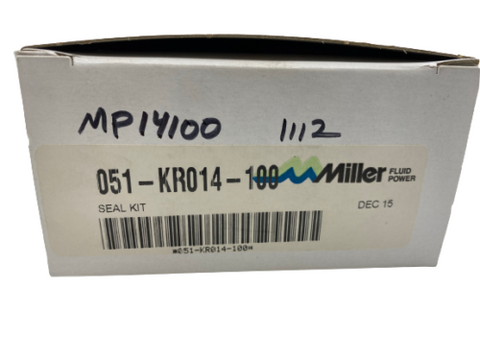 MP14100 1112
051-KR014-100 Miller FLUID POWER
SEAL KIT DEC 15
*051-KR014-100*